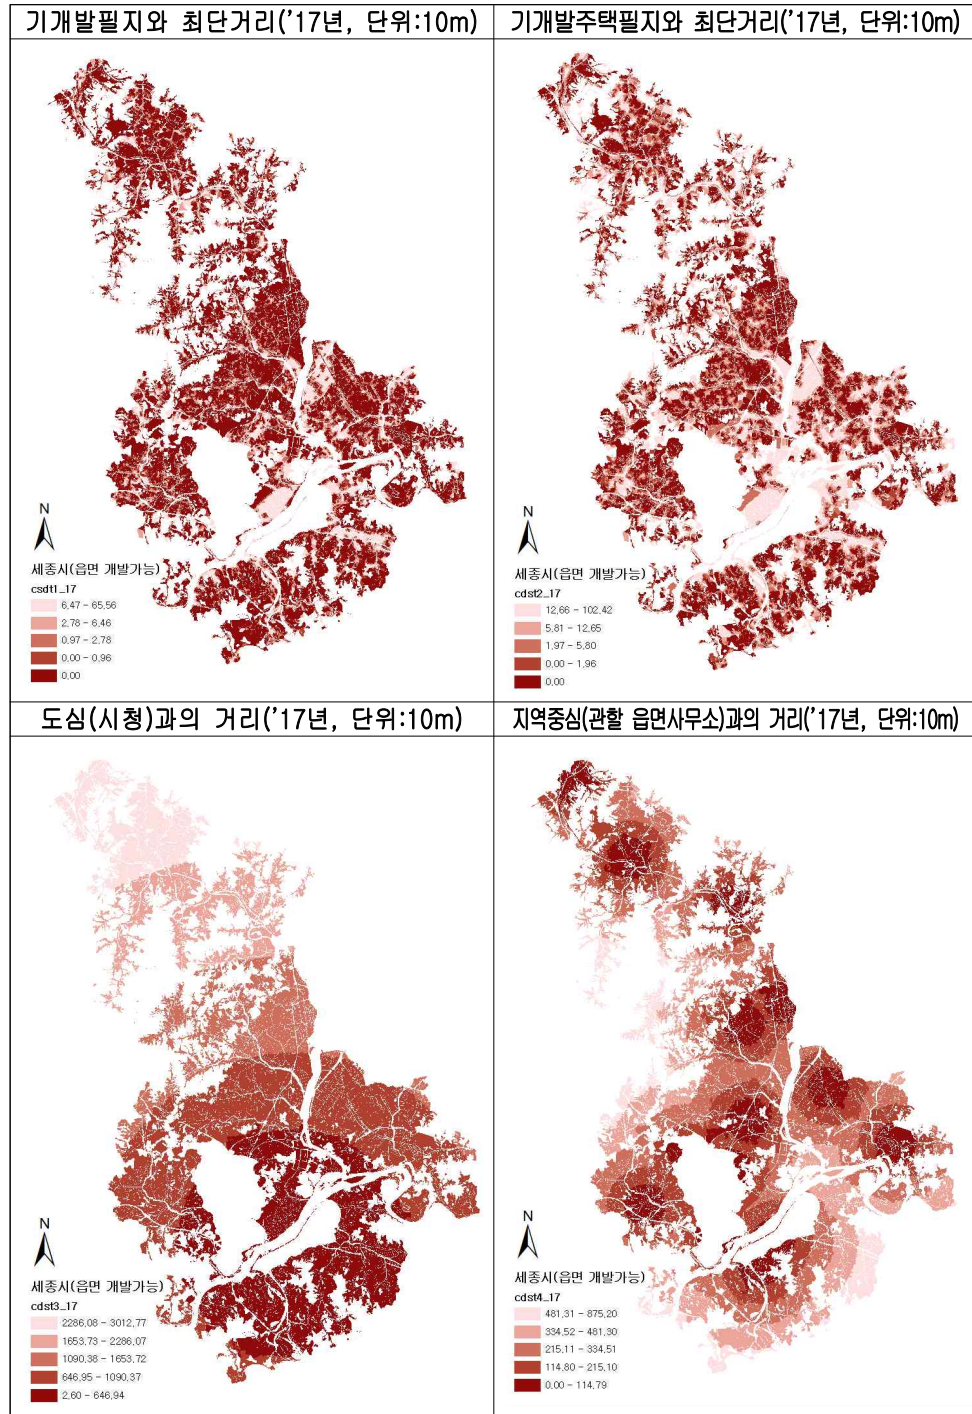 기개발필지와 최단거리('17년, 단위:10m)
기개발주택필지와 최단거리('17년, 단위:10m)
N
세종시(읍면 개발가능)
csdt1_17
6,47 - 65,56
2,78 - 6,46
0,97 - 2,78
0,00 - 0,96
0,00
N
세종시(읍면 개발가능)
cdst2_17
12,66 - 102,42
5,81 - 12,65
1,97 - 5,80
0,00 - 1,96
0,00
도심(시청)과의 거리('17년, 단위:10m)
지역중심(관할 읍면사무소)과의 거리('17년, 단위:10m)
N
세종시(읍면 개발가능)
cdst3_17
2286,08 - 3012,77
1653,73 - 2286,07
1090,38 - 1653,72
646,95 - 1090,37
2,60 - 646,94
N
세종시(읍면 개발가능)
cdst4_17
481,31 - 875,20
334,52 - 481,30
215,11 - 334,51
114,80 - 215,10
0,00 - 114,79